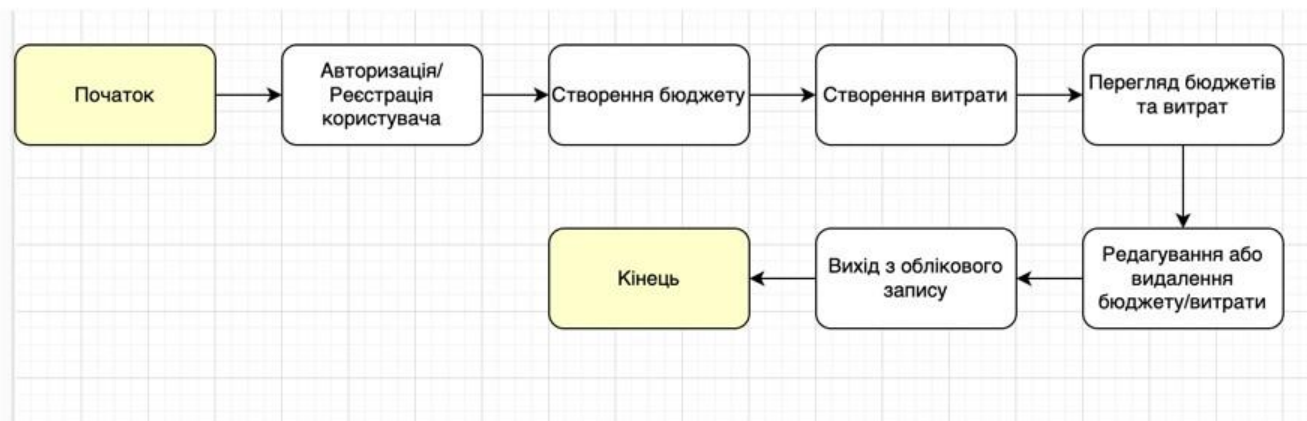 Початок
Авторизація/
Реєстрація
користувача
Створення бюджету
Створення витрати
Перегляд бюджетів
та витрат
Редагування або
видалення
бюджету/витрати
Вихід з облікового
запису
Кінець